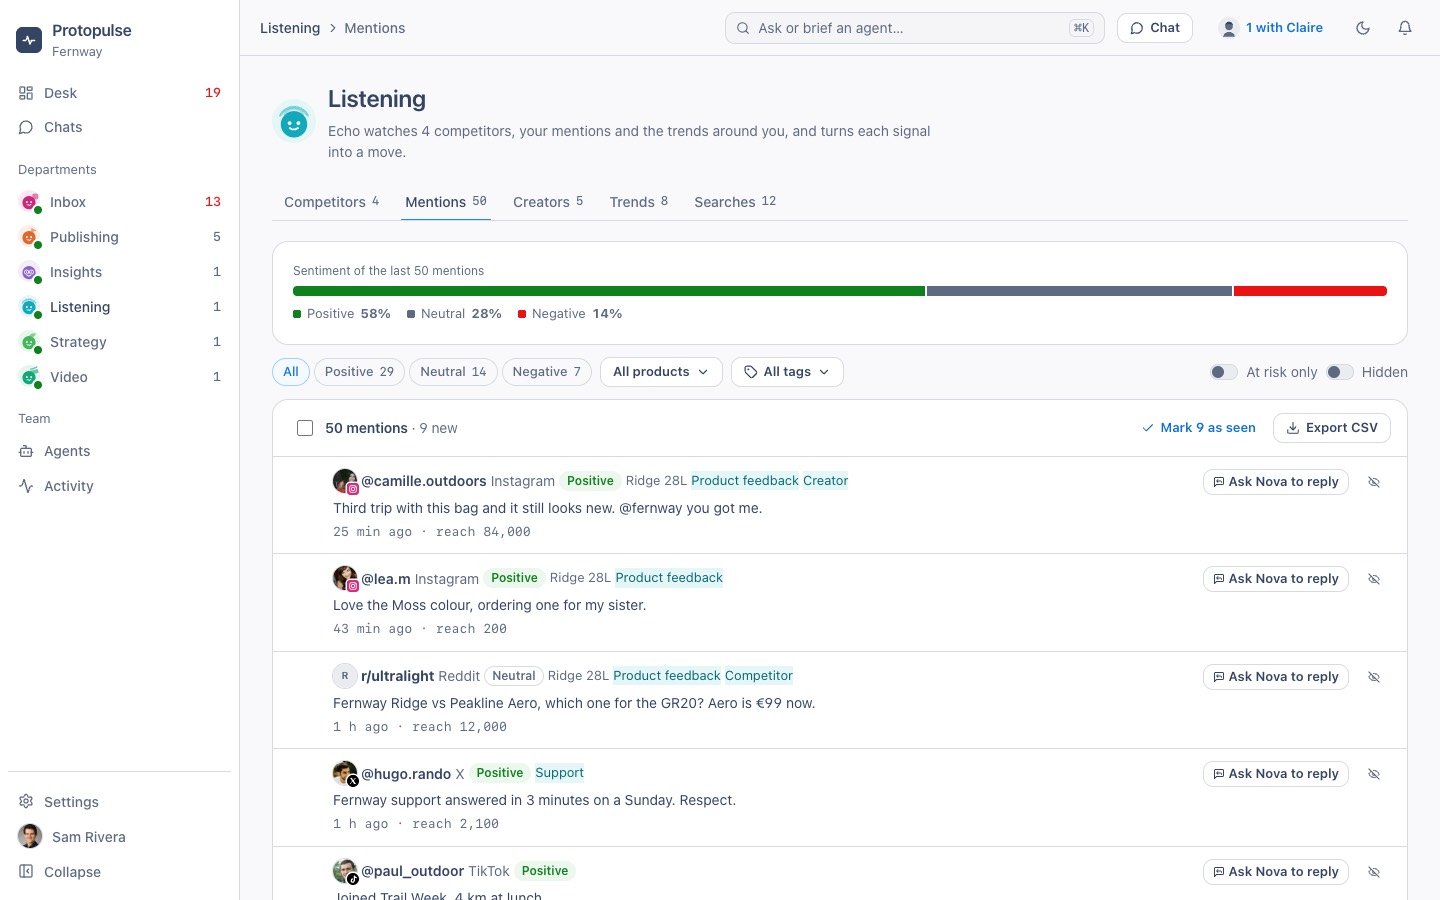 Protopulse
Fernway
Desk 19
Chats
Departments
Inbox 13
Publishing 5
Insights 1
Listening 1
Strategy 1
Video 1
Team
Agents
Activity
Settings
Sam Rivera
Collapse
Listening > Mentions
Ask or brief an agent… ⌘K
Chat
1 with Claire
Listening
Echo watches 4 competitors, your mentions and the trends around you, and turns each signal
into a move.
Competitors 4 Mentions 50 Creators 5 Trends 8 Searches 12
Sentiment of the last 50 mentions
Positive 58% Neutral 28% Negative 14%
All Positive 29 Neutral 14 Negative 7 All products All tags At risk only Hidden
50 mentions · 9 new Mark 9 as seen Export CSV
@camille.outdoors Instagram Positive Ridge 28L Product feedback Creator Ask Nova to reply
Third trip with this bag and it still looks new. @fernway you got me.
25 min ago · reach 84,000
@lea.m Instagram Positive Ridge 28L Product feedback Ask Nova to reply
Love the Moss colour, ordering one for my sister.
43 min ago · reach 200
R r/ultralight Reddit Neutral Ridge 28L Product feedback Competitor Ask Nova to reply
Fernway Ridge vs Peakline Aero, which one for the GR20? Aero is €99 now.
1 h ago · reach 12,000
@hugo.rando X Positive Support Ask Nova to reply
Fernway support answered in 3 minutes on a Sunday. Respect.
1 h ago · reach 2,100
@paul_outdoor TikTok Positive Ask Nova to reply
Joined Trail Week, 4 km at lunch.